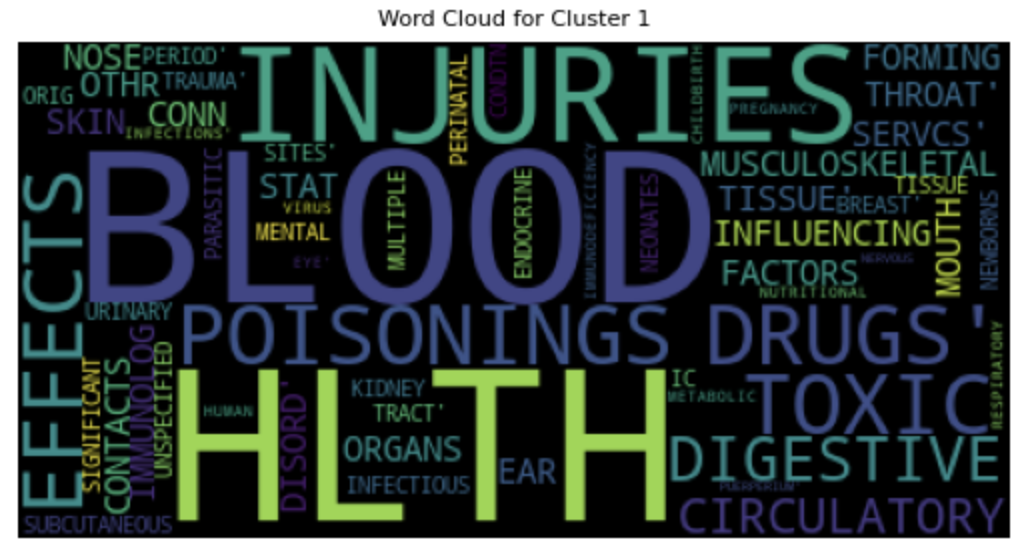 Word Cloud for Cluster 1
NOSE
PERIOD'
INJURIES
PERINATAL
CONDTN
CHILDBIRTH
PREGNANCY
FORMING
ORIG
OTHR
TRAUMA'
THROAT'
SKIN
CONN
INFECTIONS'
SERVCS'
BLOOD
PARASITIC
SITES'
STAT
VIRUS
MENTAL
EYE'
MULTIPLE
ENDOCRINE
IMMUNODEFICIENCY
NEONATES
MUSCULOSKELETAL
TISSUE'
TISSUE
BREAST'
INFLUENCING
MOUTH
NEWBORNS
NERVOUS
FACTORS
NUTRITIONAL
EFFECTS
URINARY
POISONINGS
DRUGS'
SIGNIFICANT
CONTACTS
IMMUNOLOG
UNSPECIFIED
HLTH
HUMAN
DISORD'
KIDNEY
TRACT'
IC
METABOLIC
TOXIC
RESPIRATORY
ORGANS
INFECTIOUS
EAR
DIGESTIVE
PUERPERIUM'
SUBCUTANEOUS
CIRCULATORY